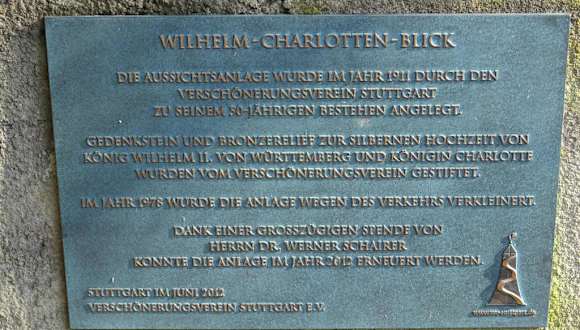 WILHELM-CHARLOTTEN-BLICK
DIE AUSSICHTSANLAGE WURDE IM JAHR 1911 DURCH DEN
VERSCHÖNERUNGSVEREIN STUTTGART
ZU SEINEM 50-JÄHRIGEN BESTEHEN ANGELEGT.
GEDENKSTEIN UND BRONZERELIEF ZUR SILBERNEN HOCHZEIT VON
KÖNIG WILHELM II. VON WÜRTTEMBERG UND KÖNIGIN CHARLOTTE
WURDEN VOM VERSCHÖNERUNGSVEREIN GESTIFTET.
IM JAHR 1978 WURDE DIE ANLAGE WEGEN DES VERKEHRS VERKLEINERT.
DANK EINER GROSSZÜGIGEN SPENDE VON
HERRN DR. WERNER SCHAIRER
KONNTE DIE ANLAGE IM JAHR 2012 ERNEUERT WERDEN.
STUTTGART IM JUNI 2012
VERSCHÖNERUNGSVEREIN STUTTGART E.V.